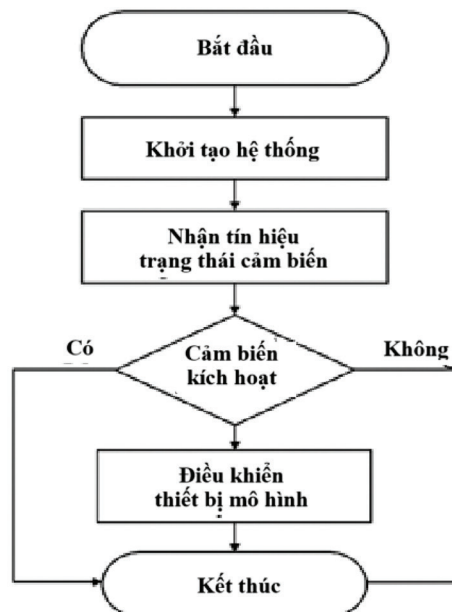 Bắt đầu
Khởi tạo hệ thống
Nhận tín hiệu
trạng thái cảm biến
Có
Cảm biến
kích hoạt
Không
Điều khiển
thiết bị mô hình
Kết thúc